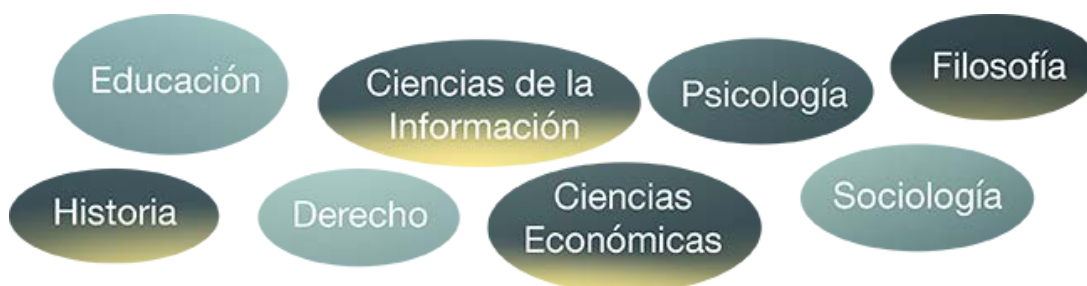 Educación
Ciencias de la
Información
Psicología
Filosofía
Historia
Derecho
Ciencias
Económicas
Sociología